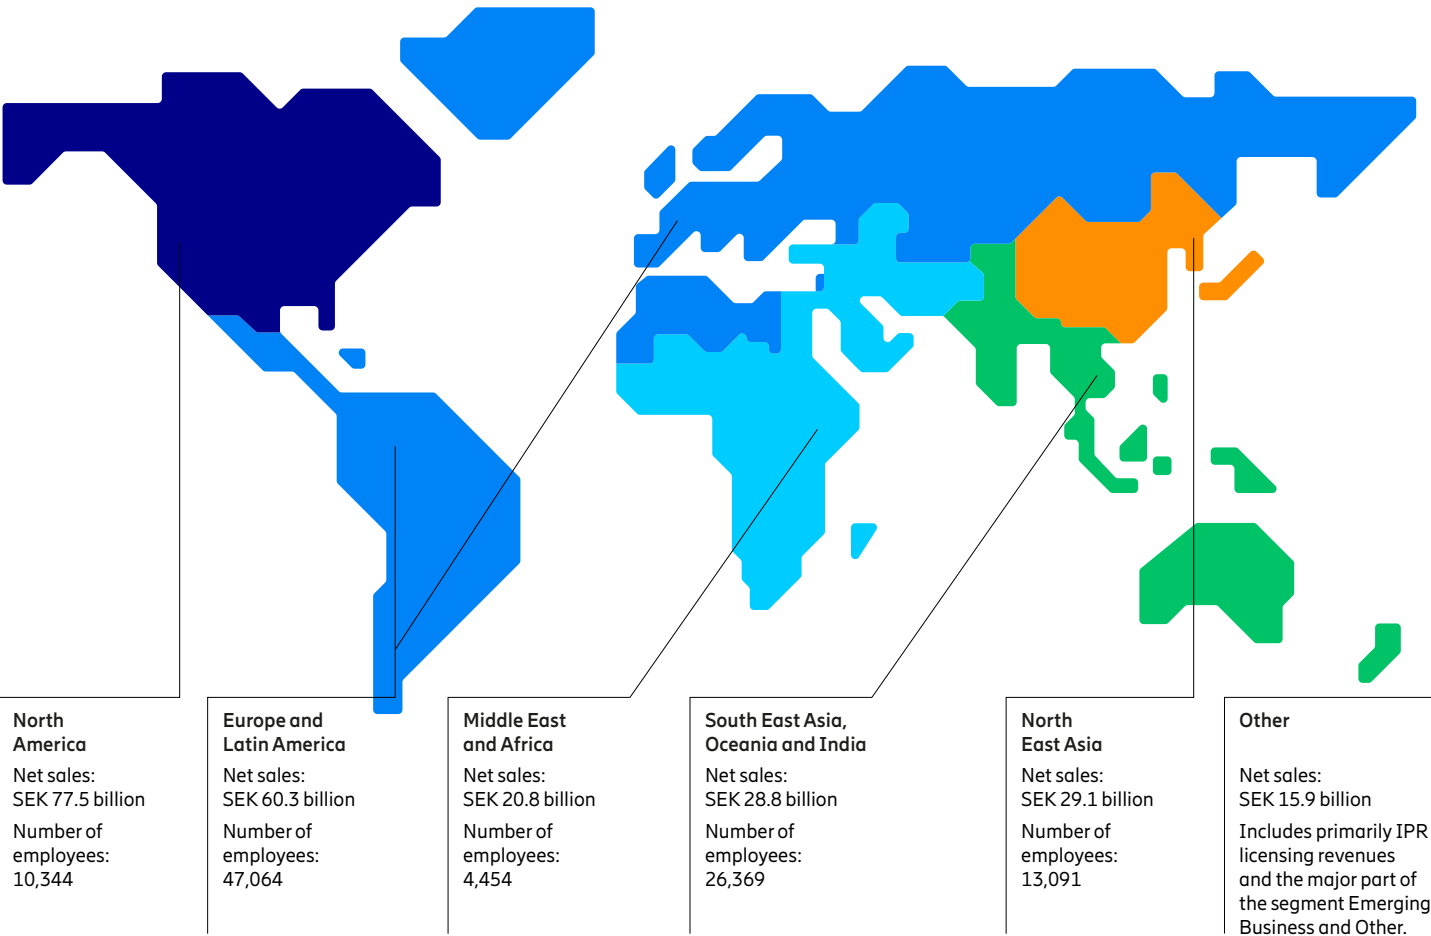 North
America
Net sales:
SEK 77.5 billion
Number of
employees:
10,344
Europe and
Latin America
Net sales:
SEK 60.3 billion
Number of
employees:
47,064
Middle East
and Africa
Net sales:
SEK 20.8 billion
Number of
employees:
4,454
South East Asia,
Oceania and India
Net sales:
SEK 28.8 billion
Number of
employees:
26,369
North
East Asia
Net sales:
SEK 29.1 billion
Number of
employees:
13,091
Other
Net sales:
SEK 15.9 billion
Includes primarily IPR
licensing revenues
and the major part of
the segment Emerging
Business and Other.